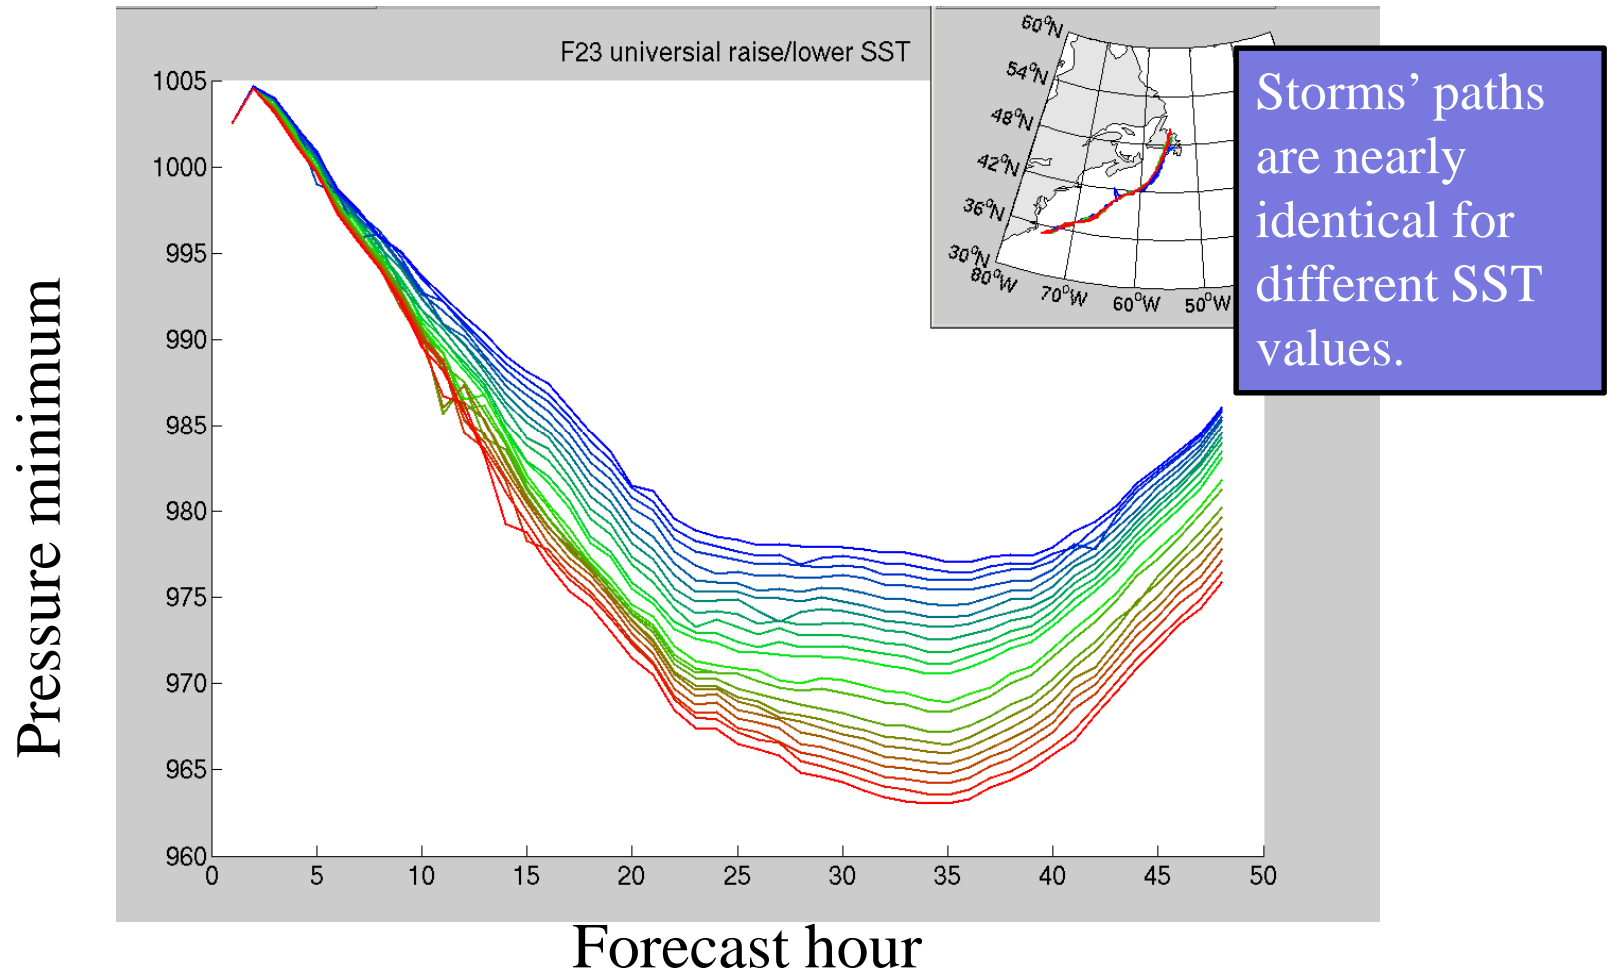 F23 universial raise/lower SST
1005
1000
995
990
985
980
975
970
965
960
0 5 10 15 20 25 30 35 40 45 50
Pressure minimum
Forecast hour
60°N
54°N
48°N
42°N
36°N
30°N
80°W 70°W 60°W 50°W
Storms’ paths
are nearly
identical for
different SST
values.